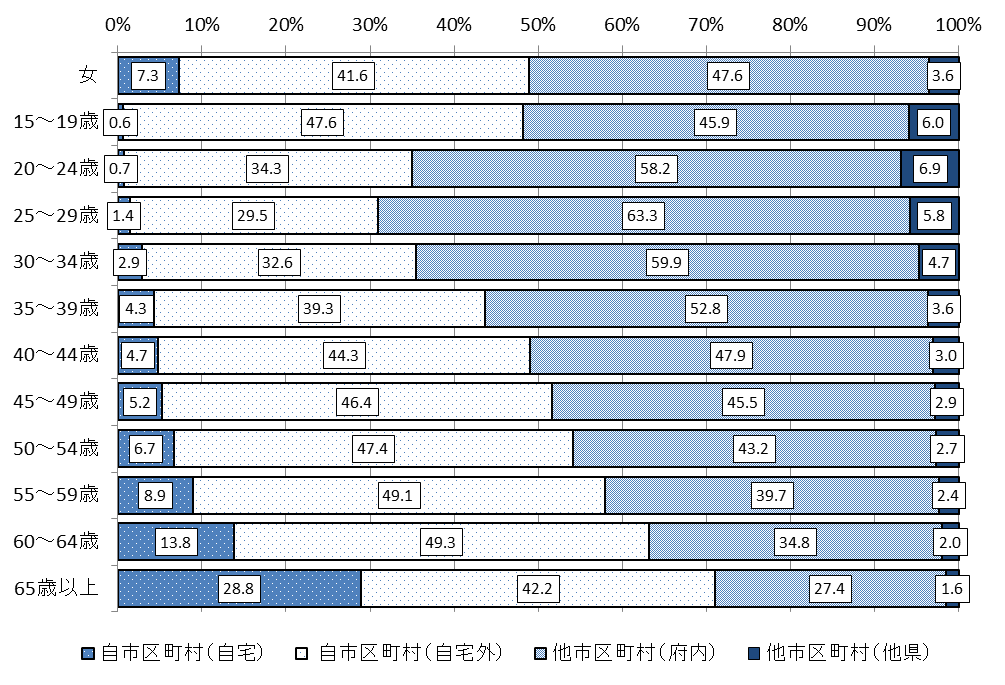 0% 10% 20% 30% 40% 50% 60% 70% 80% 90% 100%
女 7.3 41.6 47.6 3.6
15～19歳 0.6 47.6 45.9 6.0
20～24歳 0.7 34.3 58.2 6.9
25～29歳 1.4 29.5 63.3 5.8
30～34歳 2.9 32.6 59.9 4.7
35～39歳 4.3 39.3 52.8 3.6
40～44歳 4.7 44.3 47.9 3.0
45～49歳 5.2 46.4 45.5 2.9
50～54歳 6.7 47.4 43.2 2.7
55～59歳 8.9 49.1 39.7 2.4
60～64歳 13.8 49.3 34.8 2.0
65歳以上 28.8 42.2 27.4 1.6
自市区町村（自宅） 自市区町村（自宅外） 他市区町村（府内） 他市区町村（他県）